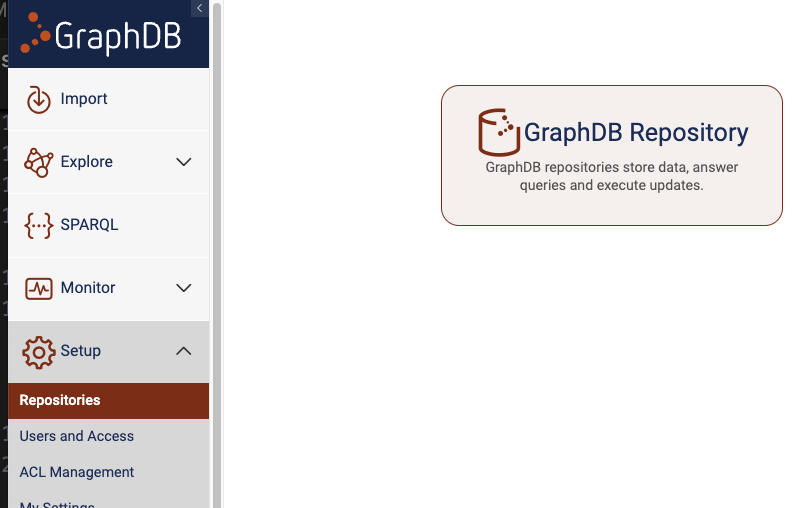 GraphDB
Import
Explore
SPARQL
Monitor
Setup
Repositories
Users and Access
ACL Management
My Settings
GraphDB Repository
GraphDB repositories store data, answer
queries and execute updates.